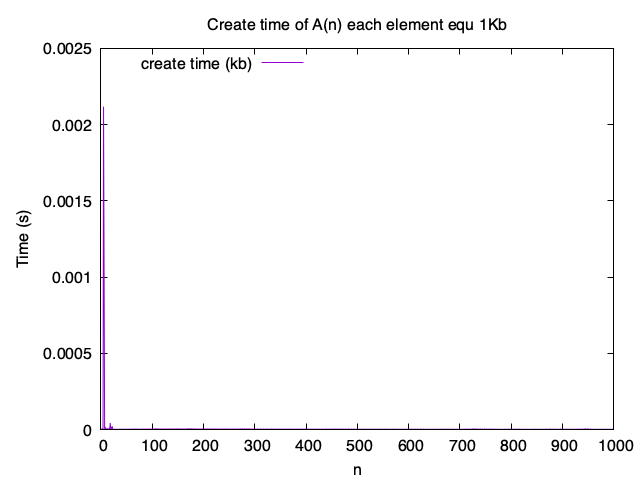 Create time of A(n) each element equ 1Kb
create time (kb)
0.0025
0.002
0.0015
0.001
0.0005
0
Time (s)
0 100 200 300 400 500 600 700 800 900 1000
n